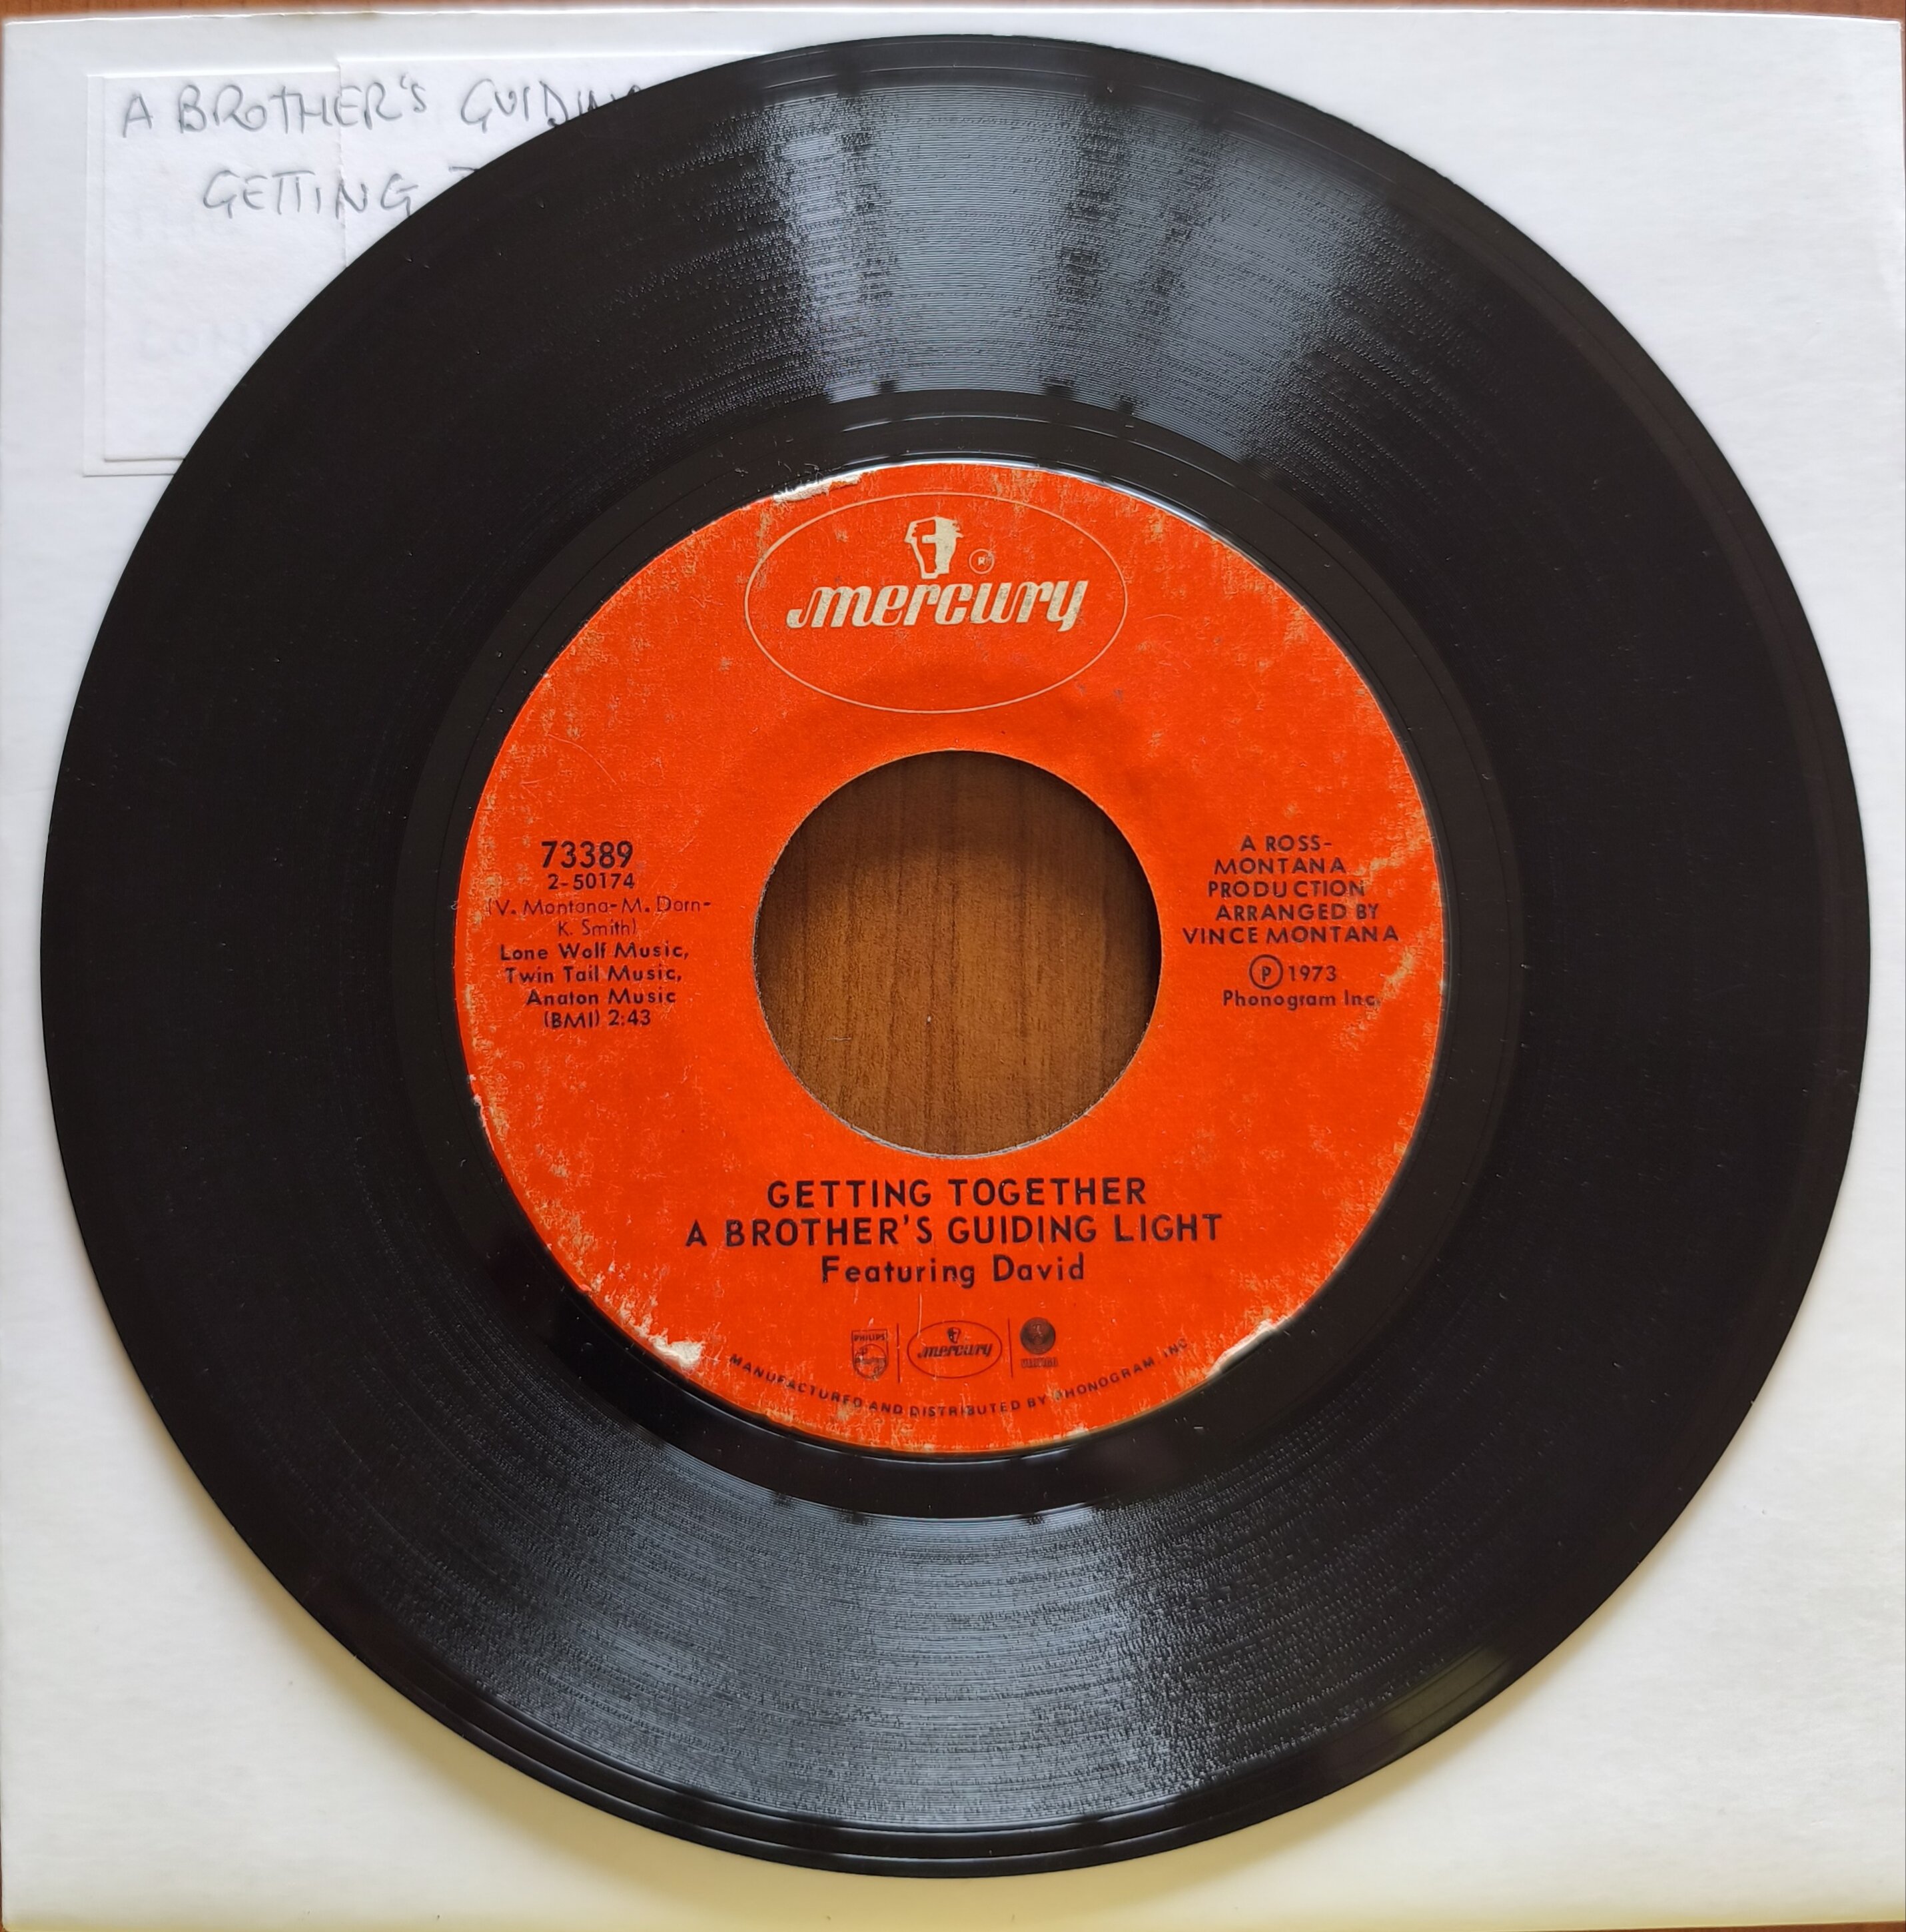 A BROTHER'S
GETTING
®
mercury
73389
2-50174
(V. Montana-M. Dorn-
K. Smith)
Lone Wolf Music,
Twin Tail Music,
Anaton Music
(BMI) 2:43
A ROSS-
MONTANA
PRODUCTION
ARRANGED BY
VINCE MONTANA
Ⓟ 1973
Phonogram Inc.
GETTING TOGETHER
A BROTHER'S GUIDING LIGHT
Featuring David
PHILIPS
mercury
MANUFACTURED AND DISTRIBUTED BY PHONOGRAM INC